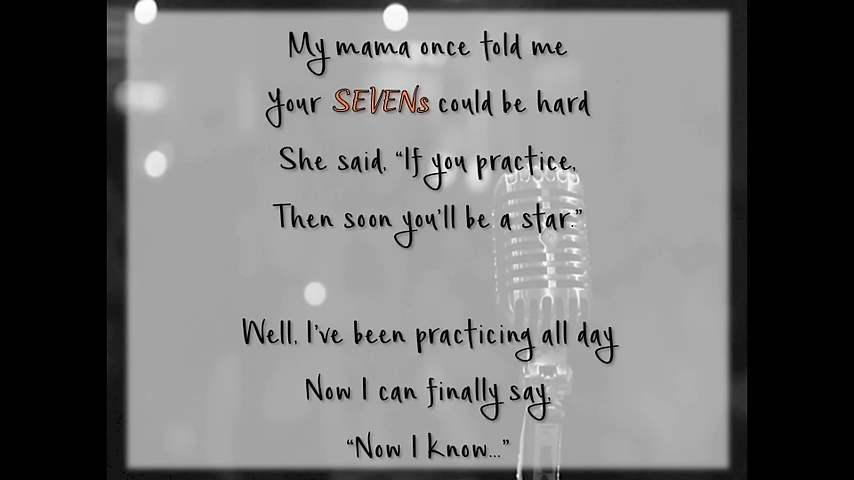 My mama once told me
Your SEVENs could be hard
She said, “If you practice,
Then soon you'll be a star.”
Well, I've been practicing all day
Now I can finally say,
“Now I know...”